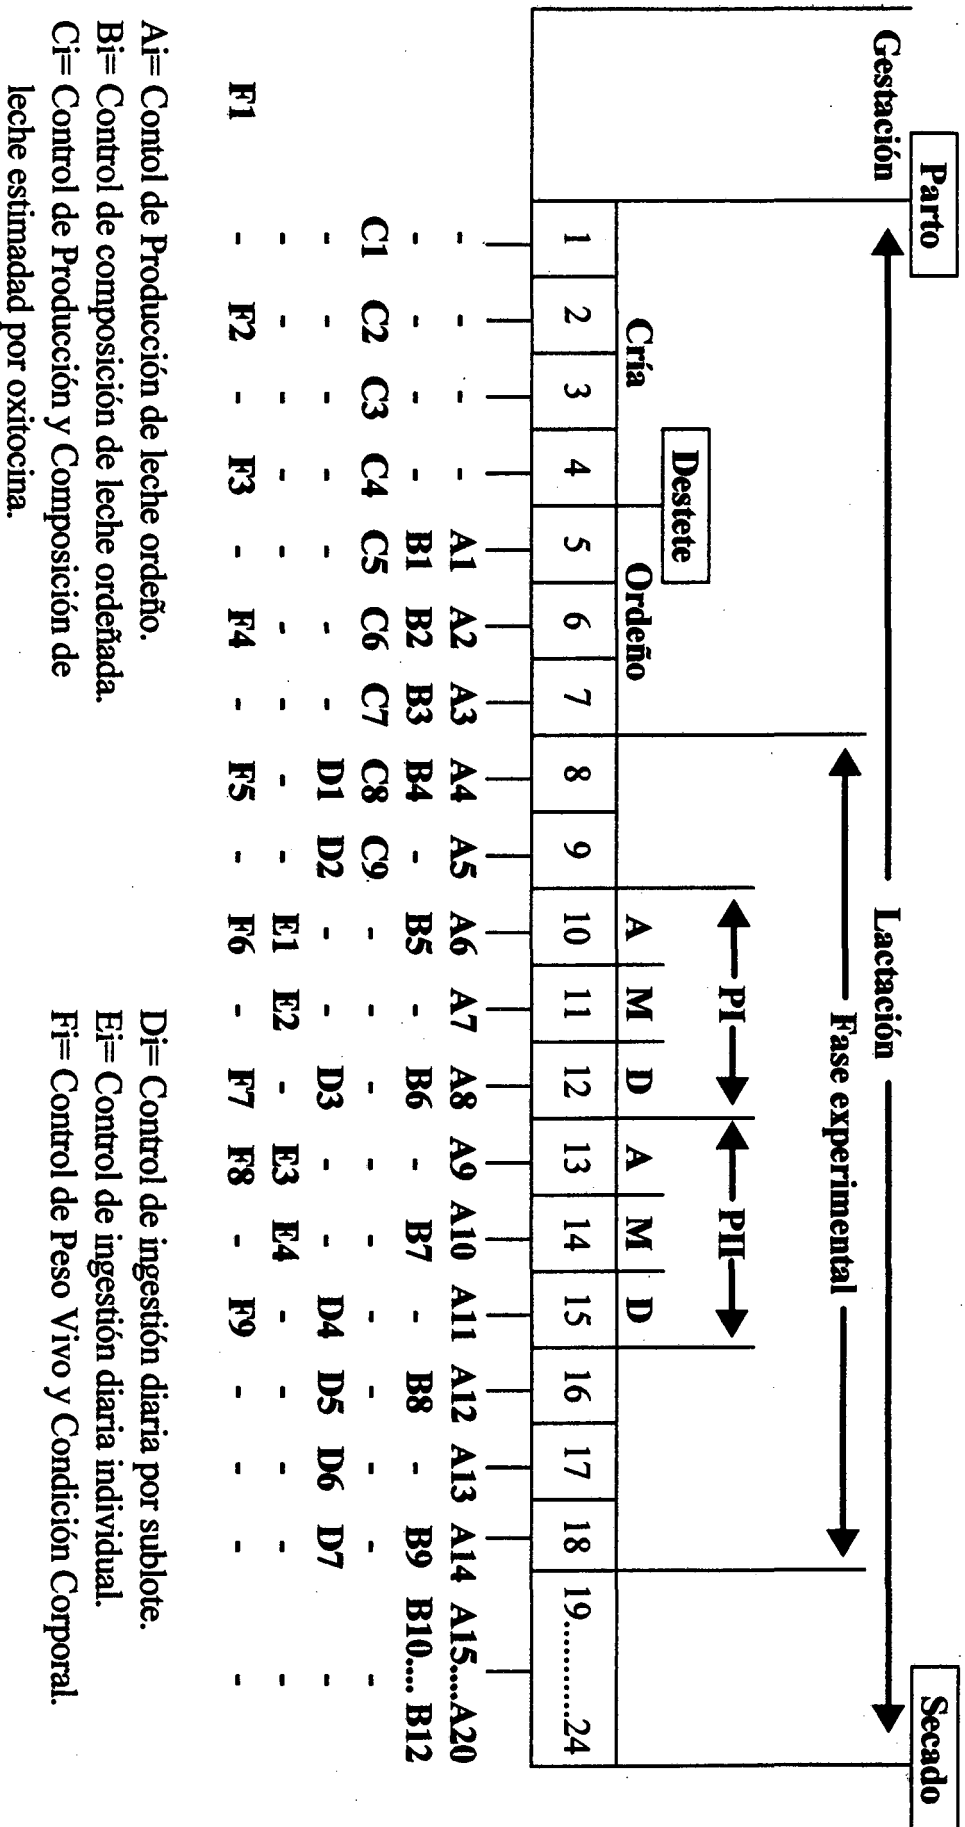 Parto Secado
Gestación Lactación
Fase experimental
PI PII
Destete
Cría Ordeño A M D A M D
1 2 3 4 5 6 7 8 9 10 11 12 13 14 15 16 17 18 19...........24
- - - - A1 A2 A3 A4 A5 A6 A7 A8 A9 A10 A11 A12 A13 A14 A15....A20
- - - - B1 B2 B3 B4 - B5 - B6 - B7 - B8 - B9 B10.... B12
C1 C2 C3 C4 C5 C6 C7 C8 C9 - - - - - - - - - -
- - - - - - - D1 D2 - - D3 - - D4 D5 D6 D7 -
- - - - - - - - - E1 E2 - E3 E4 - - - - -
F1 - F2 - F3 - F4 - F5 - F6 - F7 F8 - F9 - - - -
Ai= Contol de Producción de leche ordeño.
Bi= Control de composición de leche ordeñada.
Ci= Control de Producción y Composición de
leche estimadad por oxitocina.
Di= Control de ingestión diaria por sublote.
Ei= Control de ingestión diaria individual.
Fi= Control de Peso Vivo y Condición Corporal.